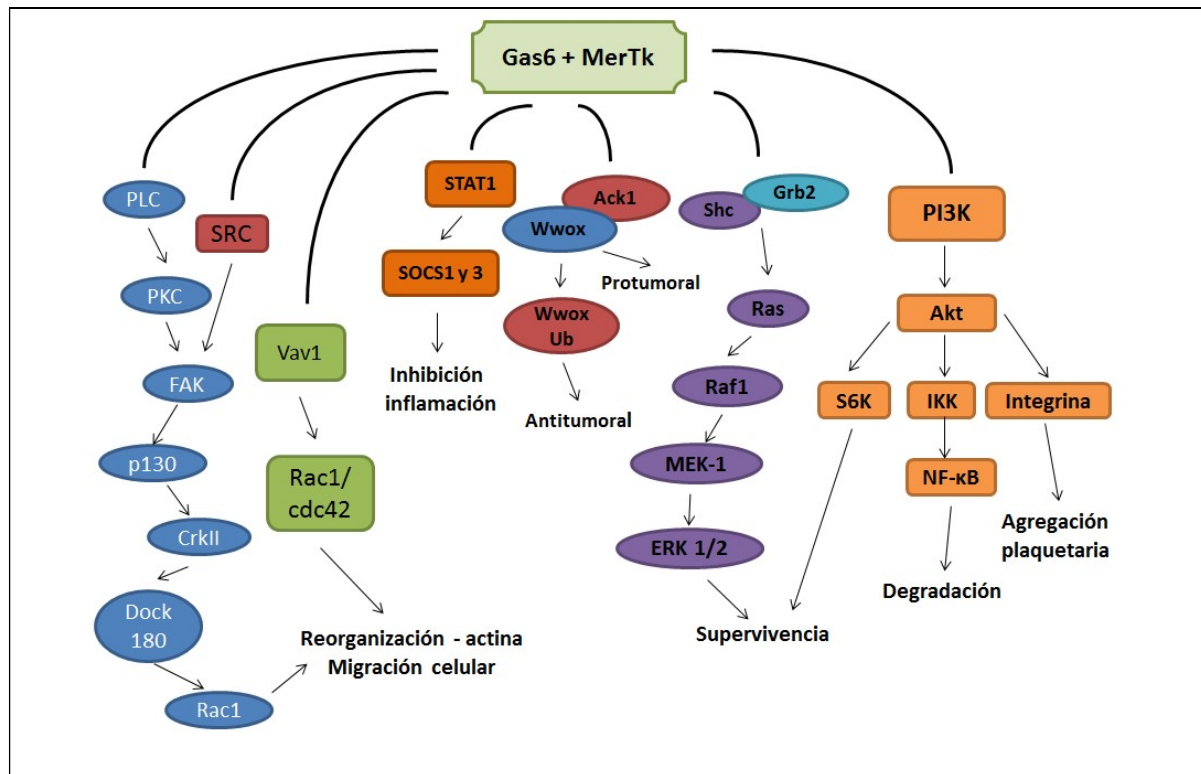 Gas6 + MerTk
PLC
SRC
PKC
FAK
p130
CrkII
Dock
180
Rac1
Vav1
Rac1/
cdc42
Reorganización - actina
Migración celular
STAT1
SOCS1 y 3
Inhibición
inflamación
Ack1
Wwox
Protumoral
Wwox
Ub
Antitumoral
Shc
Grb2
Ras
Raf1
MEK-1
ERK 1/2
Supervivencia
PI3K
Akt
S6K
IKK
Integrina
NF-κB
Degradación
Agregación
plaquetaria